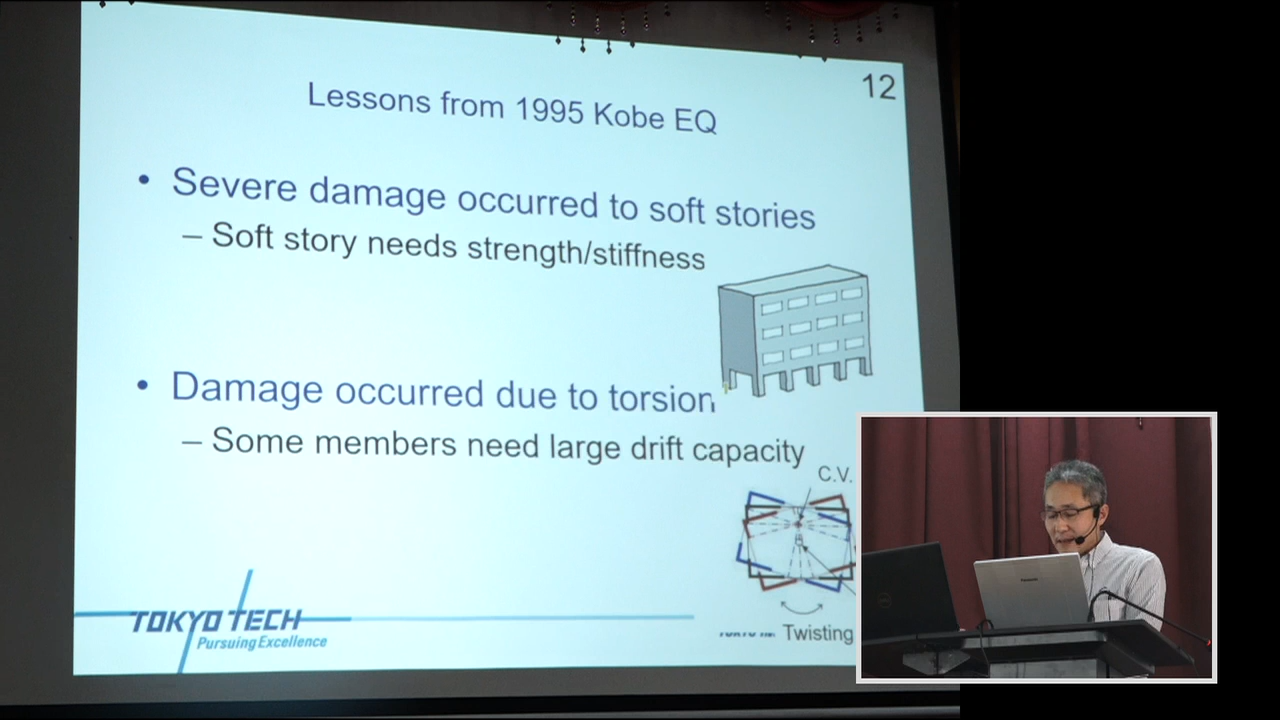 12
Lessons from 1995 Kobe EQ
• Severe damage occurred to soft stories
– Soft story needs strength/stiffness
• Damage occurred due to torsion
– Some members need large drift capacity
C.V.
Twisting
TOKYO TECH
Pursuing Excellence